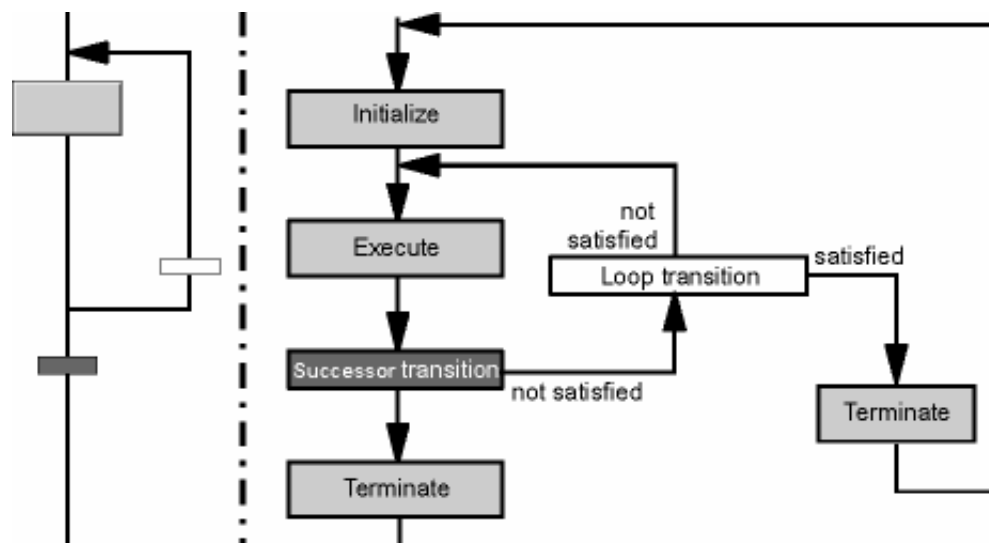 Initialize
Execute
not
satisfied
satisfied
Loop transition
Successor transition
not satisfied
Terminate
Terminate